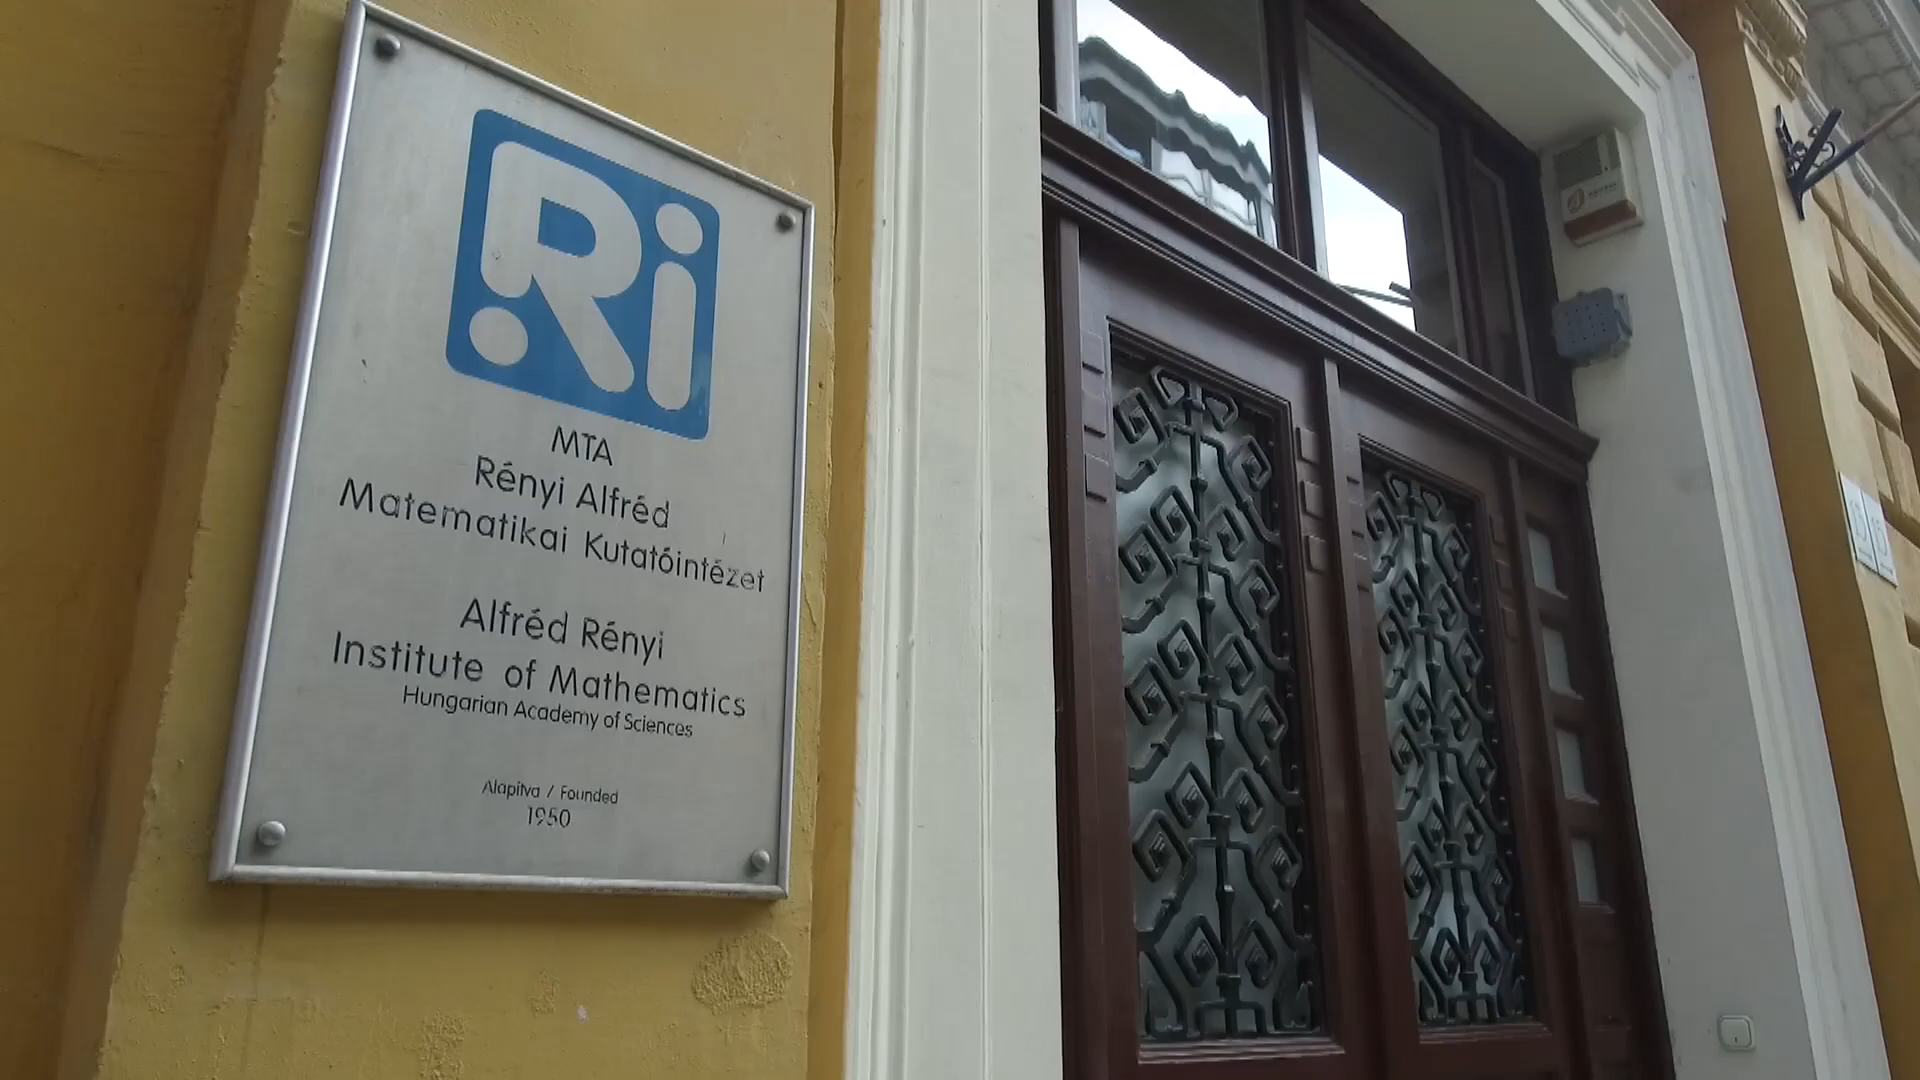 Ri
MTA
Rényi Alfréd
Matematikai Kutatóintézet
Alfréd Rényi
Institute of Mathematics
Hungarian Academy of Sciences
Alapítva / Founded
1950